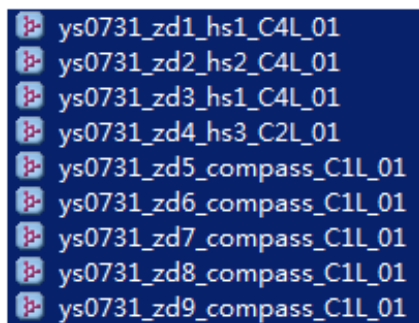 ys0731_zd1_hs1_C4L_01
ys0731_zd2_hs2_C4L_01
ys0731_zd3_hs1_C4L_01
ys0731_zd4_hs3_C2L_01
ys0731_zd5_compass_C1L_01
ys0731_zd6_compass_C1L_01
ys0731_zd7_compass_C1L_01
ys0731_zd8_compass_C1L_01
ys0731_zd9_compass_C1L_01